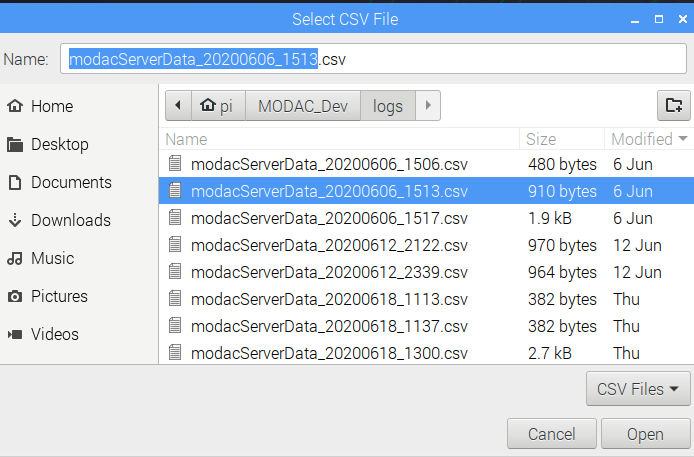 Select CSV File
Name: modacServerData_20200606_1513.csv
Home
Desktop
Documents
Downloads
Music
Pictures
Videos
pi MODAC_Dev logs
Name Size Modified
modacServerData_20200606_1506.csv 480 bytes 6 Jun
modacServerData_20200606_1513.csv 910 bytes 6 Jun
modacServerData_20200606_1517.csv 1.9 kB 6 Jun
modacServerData_20200612_2122.csv 970 bytes 12 Jun
modacServerData_20200612_2339.csv 964 bytes 12 Jun
modacServerData_20200618_1113.csv 382 bytes Thu
modacServerData_20200618_1137.csv 382 bytes Thu
modacServerData_20200618_1300.csv 2.7 kB Thu
CSV Files
Cancel Open